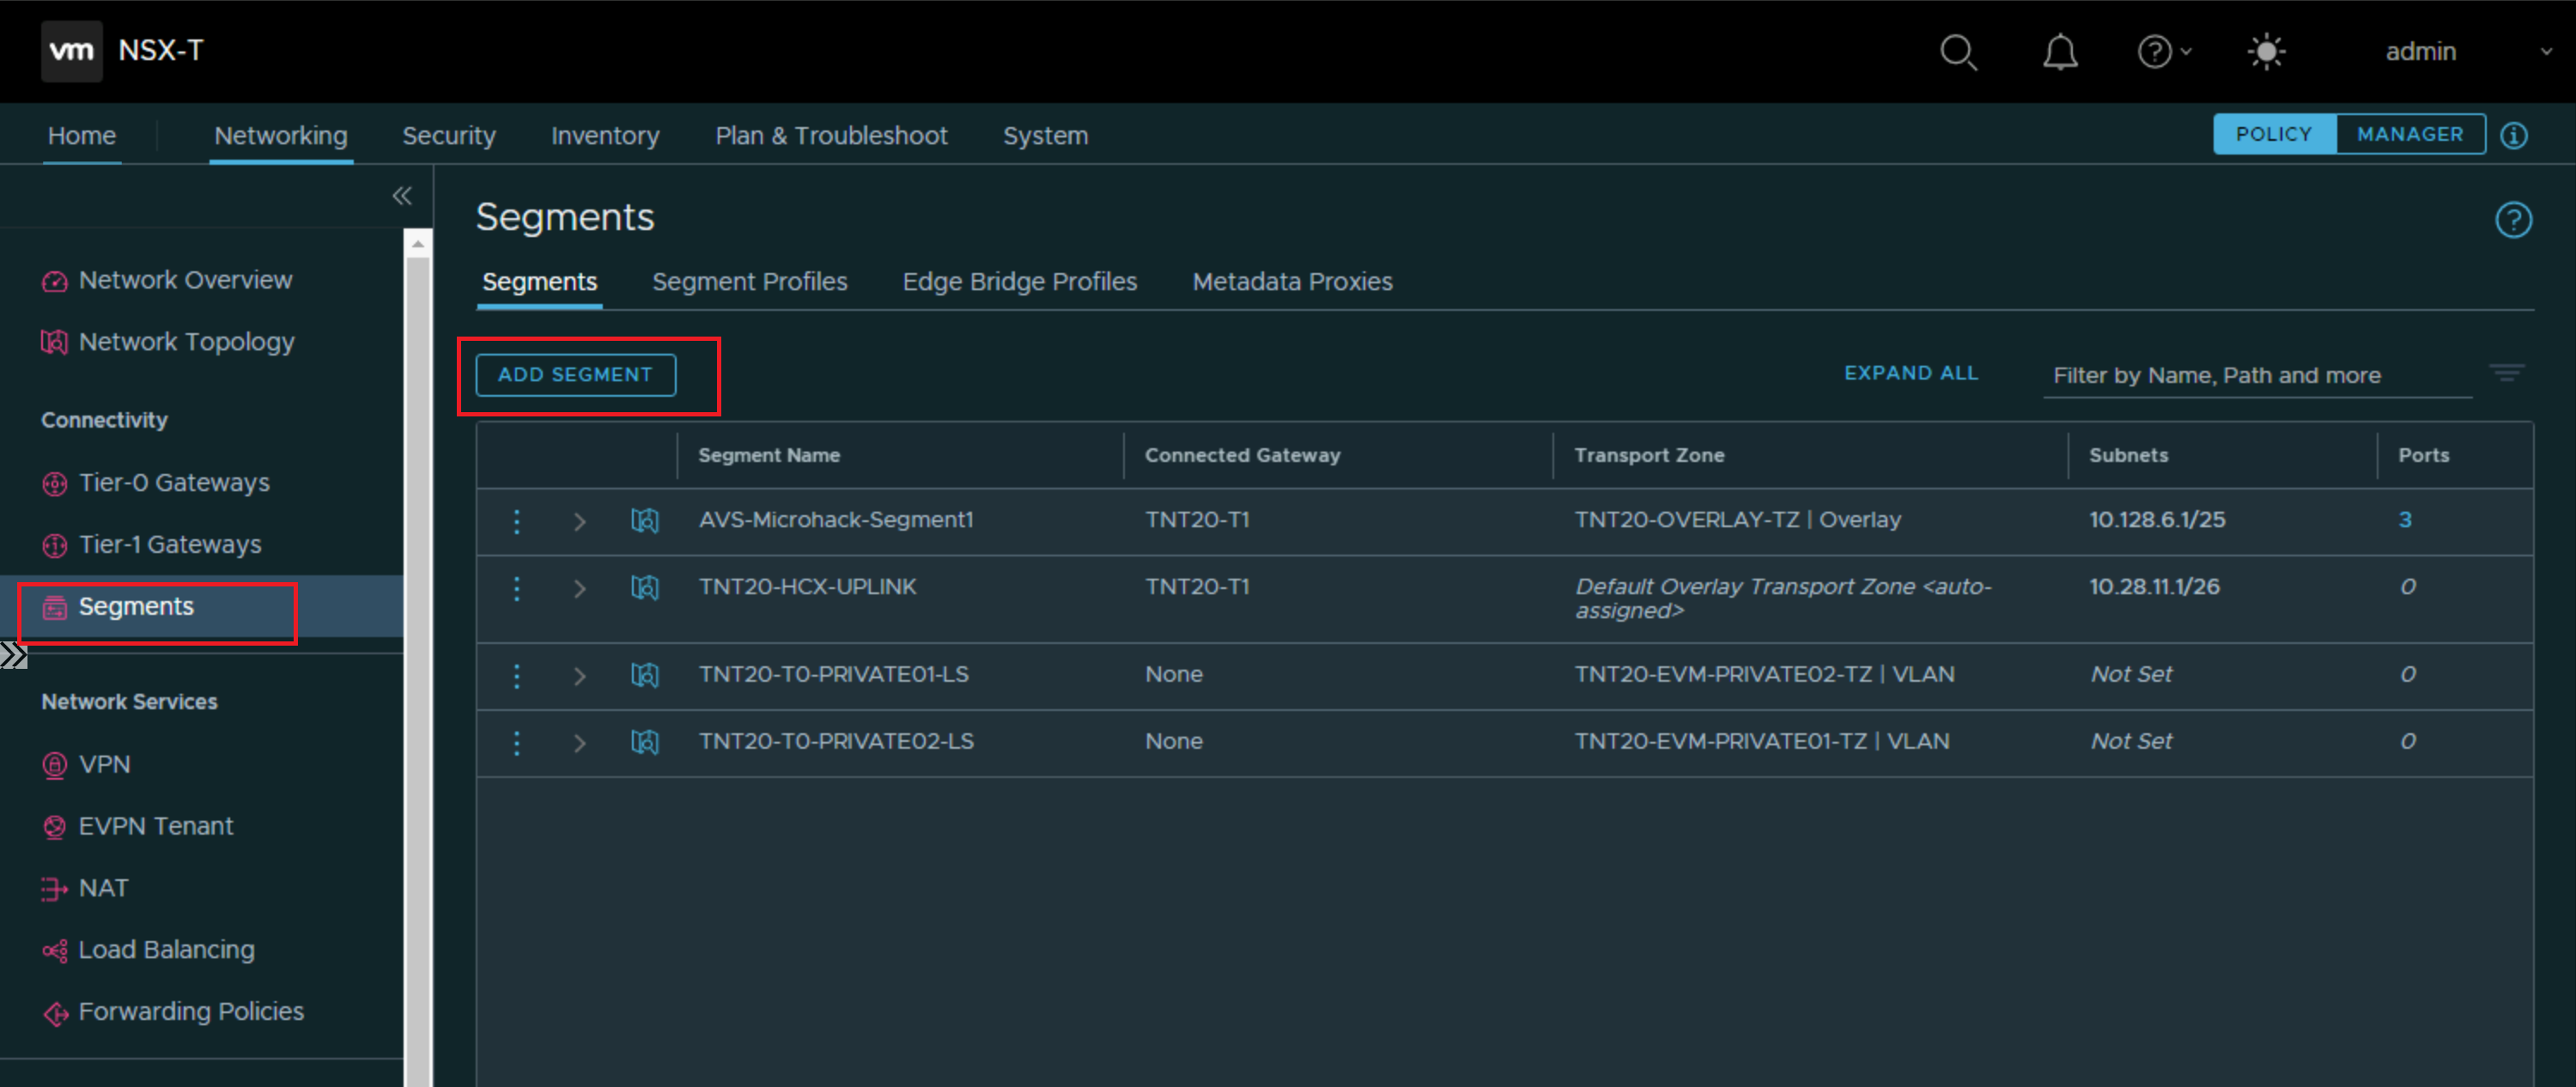 vm NSX-T
admin
Home Networking Security Inventory Plan & Troubleshoot System
POLICY MANAGER
Network Overview
Network Topology
Connectivity
Tier-0 Gateways
Tier-1 Gateways
Segments
Network Services
VPN
EVPN Tenant
NAT
Load Balancing
Forwarding Policies
Segments
Segments Segment Profiles Edge Bridge Profiles Metadata Proxies
ADD SEGMENT
EXPAND ALL
Filter by Name, Path and more
Segment Name Connected Gateway Transport Zone Subnets Ports
AVS-Microhack-Segment1 TNT20-T1 TNT20-OVERLAY-TZ | Overlay 10.128.6.1/25 3
TNT20-HCX-UPLINK TNT20-T1 Default Overlay Transport Zone <auto- 10.28.11.1/26 0
assigned>
TNT20-T0-PRIVATE01-LS None TNT20-EVM-PRIVATE02-TZ | VLAN Not Set 0
TNT20-T0-PRIVATE02-LS None TNT20-EVM-PRIVATE01-TZ | VLAN Not Set 0